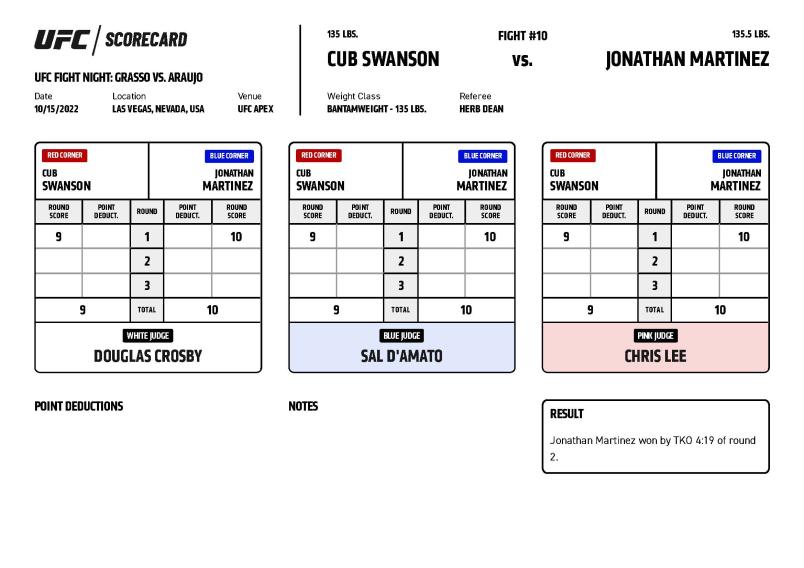 UFC / SCORECARD
UFC FIGHT NIGHT: GRASSO VS. ARAUJO
Date Location Venue
10/15/2022 LAS VEGAS, NEVADA, USA UFC APEX
135 LBS. FIGHT #10 135.5 LBS.
CUB SWANSON VS. JONATHAN MARTINEZ
Weight Class Referee
BANTAMWEIGHT - 135 LBS. HERB DEAN
RED CORNER BLUE CORNER
CUB JONATHAN
SWANSON MARTINEZ
ROUND POINT ROUND POINT ROUND
SCORE DEDUCT. DEDUCT. SCORE
9 1 10
2
3
9 TOTAL 10
WHITE JUDGE
DOUGLAS CROSBY
RED CORNER BLUE CORNER
CUB JONATHAN
SWANSON MARTINEZ
ROUND POINT ROUND POINT ROUND
SCORE DEDUCT. DEDUCT. SCORE
9 1 10
2
3
9 TOTAL 10
BLUE JUDGE
SAL D'AMATO
RED CORNER BLUE CORNER
CUB JONATHAN
SWANSON MARTINEZ
ROUND POINT ROUND POINT ROUND
SCORE DEDUCT. DEDUCT. SCORE
9 1 10
2
3
9 TOTAL 10
PINK JUDGE
CHRIS LEE
POINT DEDUCTIONS
NOTES
RESULT
Jonathan Martinez won by TKO 4:19 of round
2.